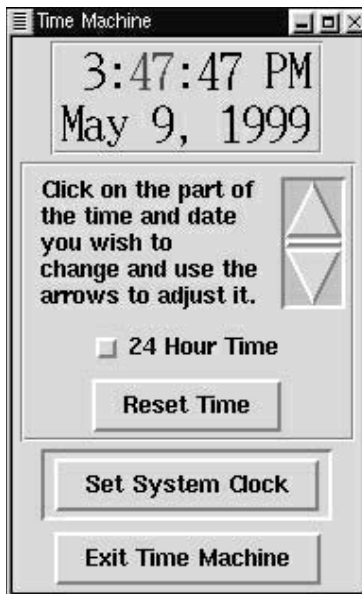 Time Machine
3:47:47 PM
May 9, 1999
Click on the part of
the time and date
you wish to
change and use the
arrows to adjust it.
24 Hour Time
Reset Time
Set System Clock
Exit Time Machine